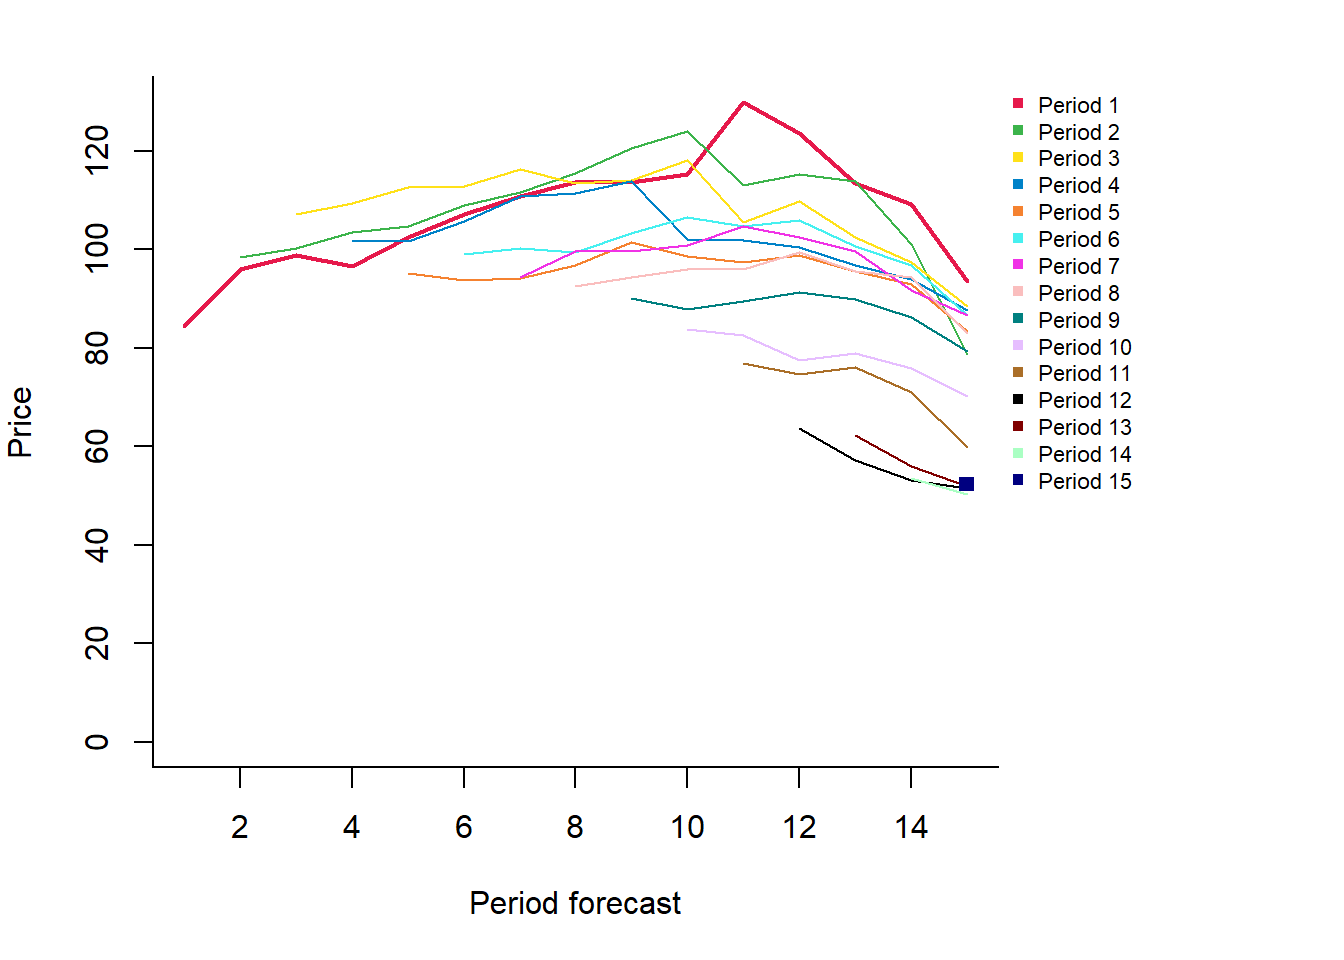 Price
120
100
80
60
40
20
0
2 4 6 8 10 12 14
Period forecast
Period 1
Period 2
Period 3
Period 4
Period 5
Period 6
Period 7
Period 8
Period 9
Period 10
Period 11
Period 12
Period 13
Period 14
Period 15